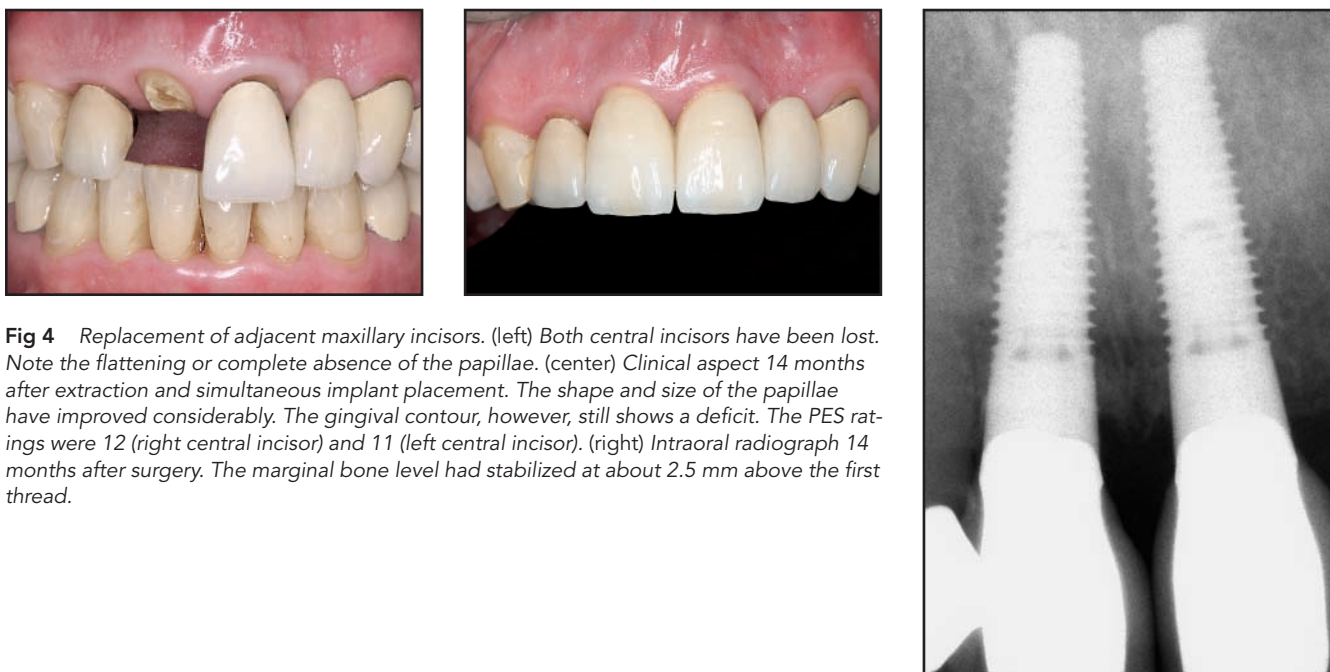 Fig 4 Replacement of adjacent maxillary incisors. (left) Both central incisors have been lost.
Note the flattening or complete absence of the papillae. (center) Clinical aspect 14 months
after extraction and simultaneous implant placement. The shape and size of the papillae
have improved considerably. The gingival contour, however, still shows a deficit. The PES rat-
ings were 12 (right central incisor) and 11 (left central incisor). (right) Intraoral radiograph 14
months after surgery. The marginal bone level had stabilized at about 2.5 mm above the first
thread.